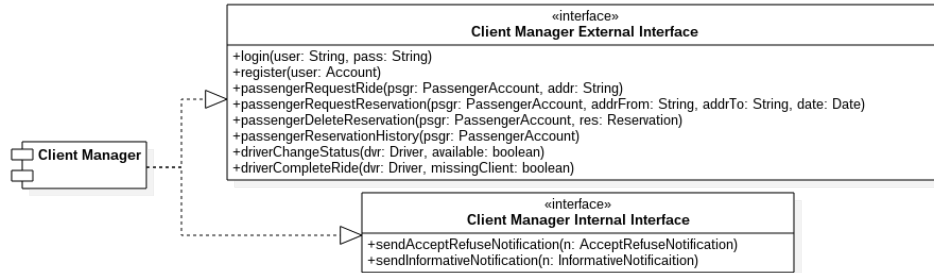 «interface»
Client Manager External Interface
+login(user: String, pass: String)
+register(user: Account)
+passengerRequestRide(psgr: PassengerAccount, addr: String)
+passengerRequestReservation(psgr: PassengerAccount, addrFrom: String, addrTo: String, date: Date)
+passengerDeleteReservation(psgr: PassengerAccount, res: Reservation)
+passengerReservationHistory(psgr: PassengerAccount)
+driverChangeStatus(dvr: Driver, available: boolean)
+driverCompleteRide(dvr: Driver, missingClient: boolean)
Client Manager
«interface»
Client Manager Internal Interface
+sendAcceptRefuseNotification(n: AcceptRefuseNotification)
+sendInformativeNotification(n: InformativeNotificaition)